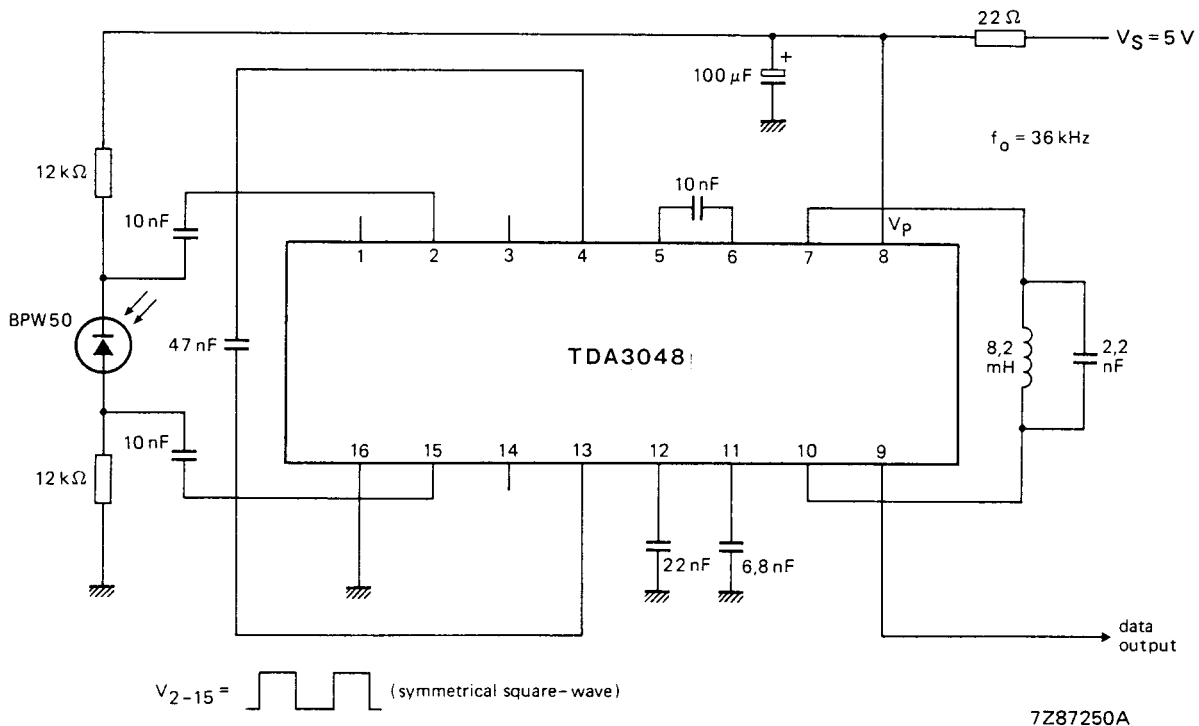 22 Ω
V_S = 5 V
+
100 µF
f_o = 36 kHz
12 kΩ
10 nF
10 nF
V_P
1 2 3 4 5 6 7 8
BPW50
47 nF
TDA3048
8,2 mH
2,2 nF
10 nF
16 15 14 13 12 11 10 9
12 kΩ
22 nF
6,8 nF
data
output
V_2-15 = (symmetrical square-wave)
7Z87250A